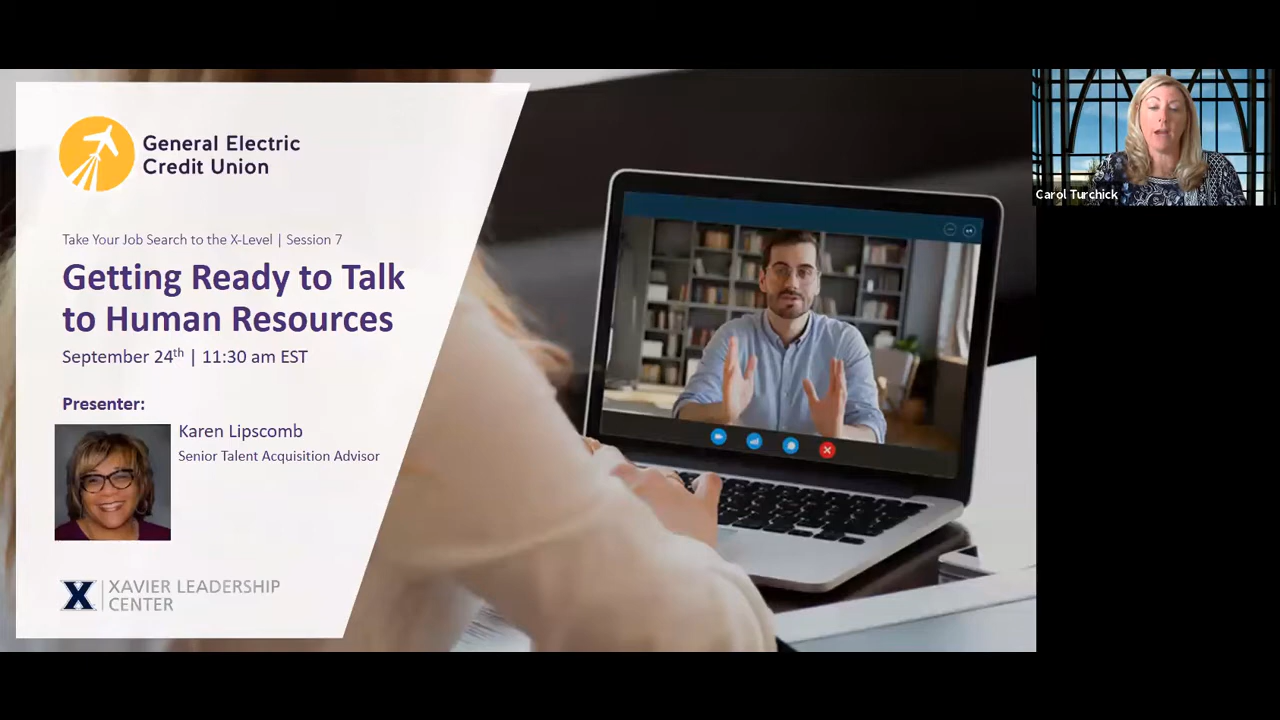 General Electric
Credit Union
Take Your Job Search to the X-Level | Session 7
Getting Ready to Talk
to Human Resources
September 24th | 11:30 am EST
Presenter:
Karen Lipscomb
Senior Talent Acquisition Advisor
X | XAVIER LEADERSHIP
CENTER
Carol Turchick